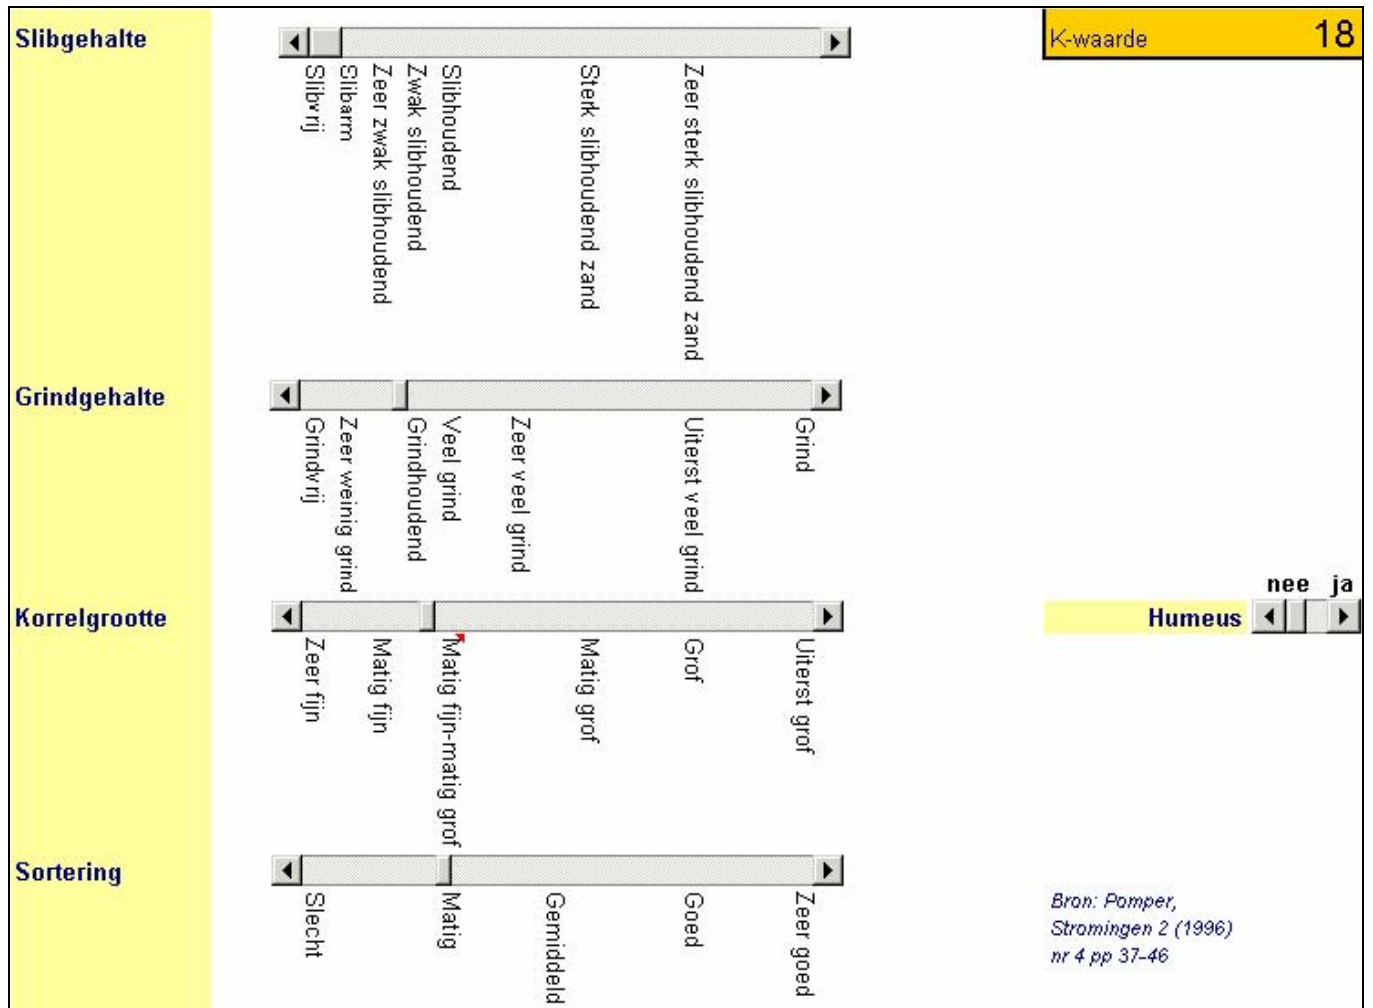 Slibgehalte
K-waarde 18
Slibvrij
Slibarm
Zeer zwak slibhoudend
Zwak slibhoudend
Slibhoudend
Sterk slibhoudend zand
Zeer sterk slibhoudend zand
Grindgehalte
Grindvrij
Zeer weinig grind
Grindhoudend
Veel grind
Zeer veel grind
Uiterst veel grind
Grind
nee ja
Korrelgrootte
Humeus
Zeer fijn
Matig fijn
Matig fijn-matig grof
Matig grof
Grof
Uiterst grof
Sortering
Slecht
Matig
Gemiddeld
Goed
Zeer goed
Bron: Pomper,
Stromingen 2 (1996)
nr 4 pp 37-46